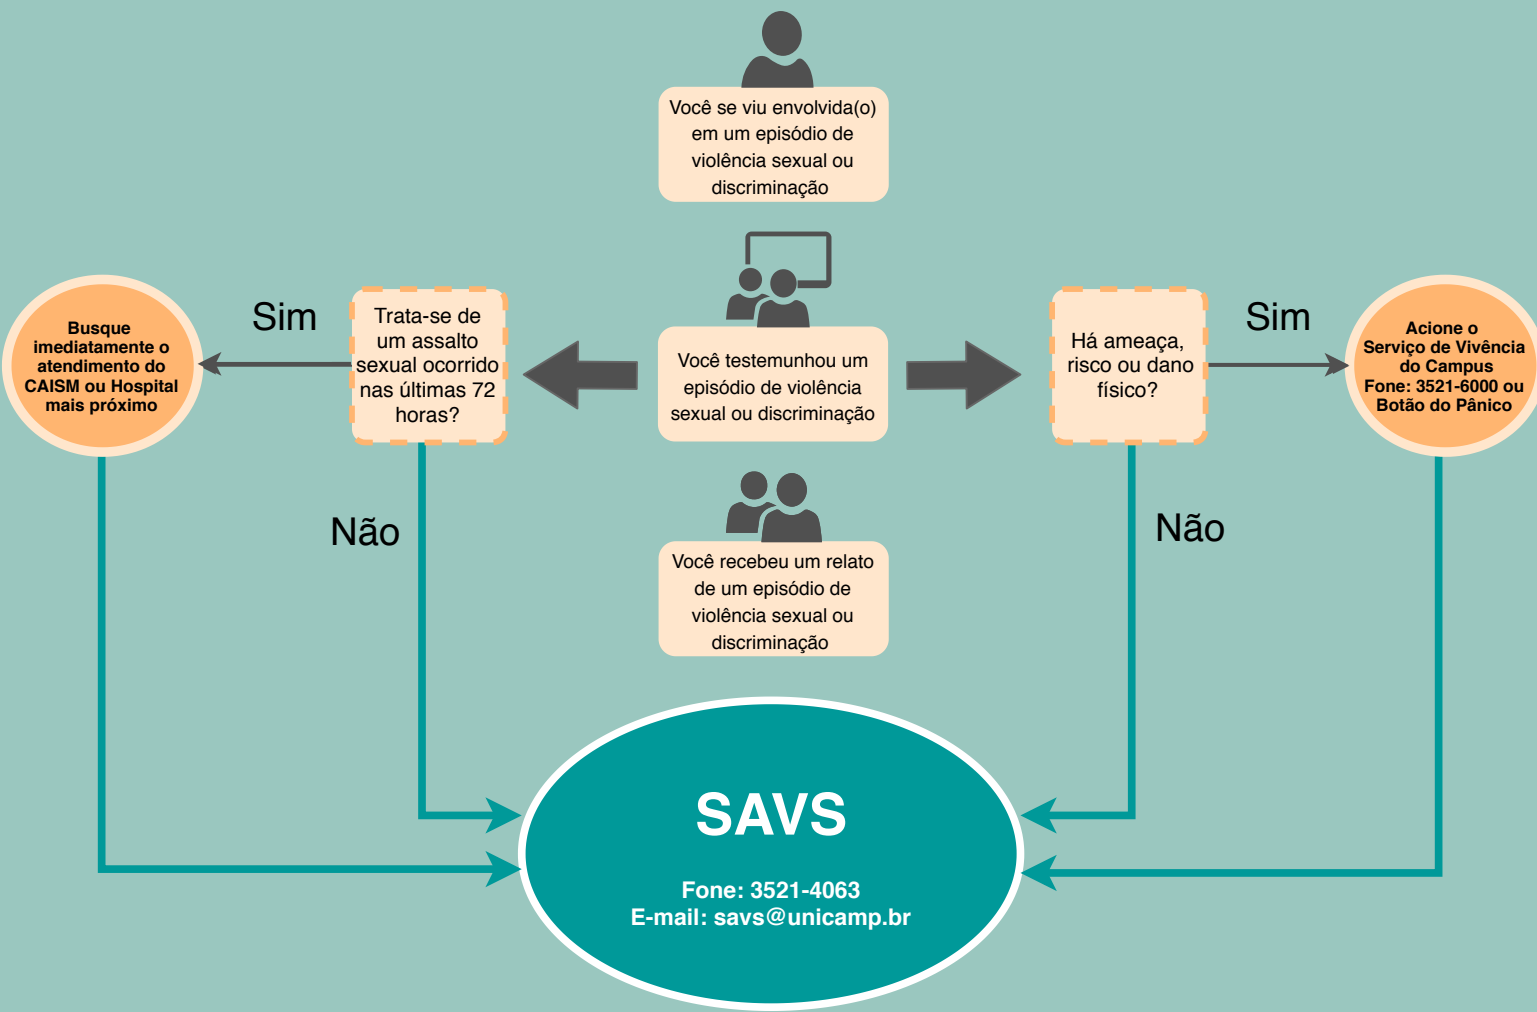 Você se viu envolvida(o)
em um episódio de
violência sexual ou
discriminação
Busque
imediatamente o
atendimento do
CAISM ou Hospital
mais próximo
Sim
Trata-se de
um assalto
sexual ocorrido
nas últimas 72
horas?
Não
Você testemunhou um
episódio de violência
sexual ou discriminação
Há ameaça,
risco ou dano
físico?
Sim
Acione o
Serviço de Vivência
do Campus
Fone: 3521-6000 ou
Botão do Pânico
Não
Você recebeu um relato
de um episódio de
violência sexual ou
discriminação
SAVS
Fone: 3521-4063
E-mail: savs@unicamp.br